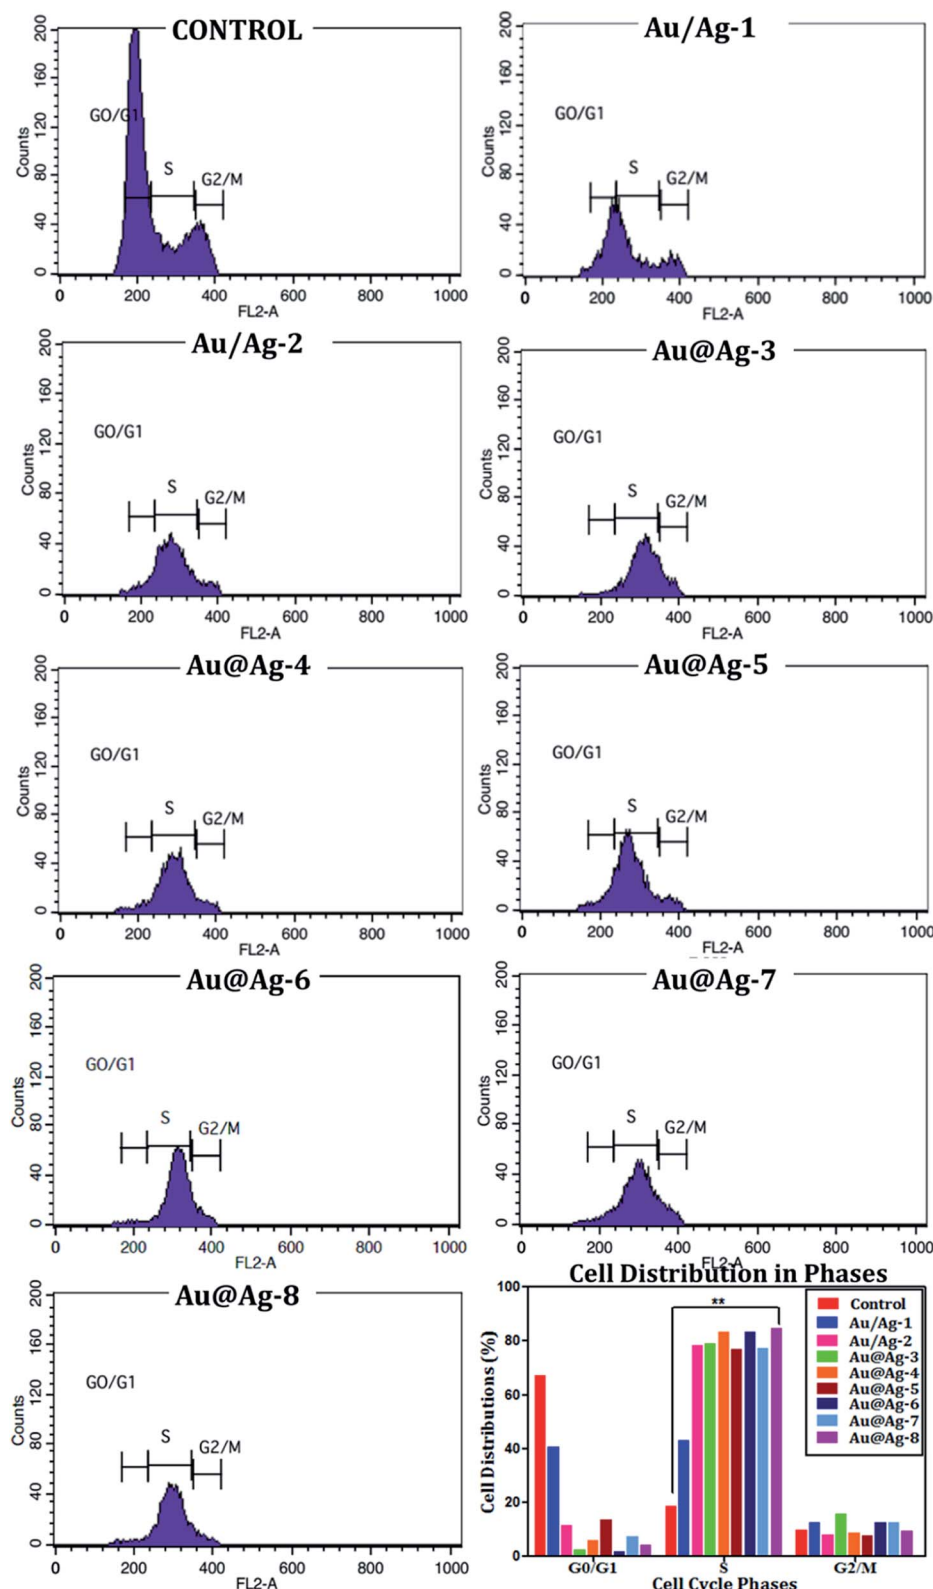 CONTROL
200
160
120
80
40
0
Counts
GO/G1
S
G2/M
0 200 400 600 800 1000
FL2-A
Au/Ag-1
200
160
120
80
40
0
Counts
GO/G1
S
G2/M
0 200 400 600 800 1000
FL2-A
Au/Ag-2
200
160
120
80
40
0
Counts
GO/G1
S
G2/M
0 200 400 600 800 1000
FL2-A
Au@Ag-3
200
160
120
80
40
0
Counts
GO/G1
S
G2/M
0 200 400 600 800 1000
FL2-A
Au@Ag-4
200
160
120
80
40
0
Counts
GO/G1
S
G2/M
0 200 400 600 800 1000
FL2-A
Au@Ag-5
200
160
120
80
40
0
Counts
GO/G1
S
G2/M
0 200 400 600 800 1000
FL2-A
Au@Ag-6
200
160
120
80
40
0
Counts
GO/G1
S
G2/M
0 200 400 600 800 1000
FL2-A
Au@Ag-7
200
160
120
80
40
0
Counts
GO/G1
S
G2/M
0 200 400 600 800 1000
FL2-A
Au@Ag-8
200
160
120
80
40
0
Counts
GO/G1
S
G2/M
0 200 400 600 800 1000
FL2-A
Cell Distribution in Phases
100
80
60
40
20
0
Cell Distributions (%)
**
Control
Au/Ag-1
Au/Ag-2
Au@Ag-3
Au@Ag-4
Au@Ag-5
Au@Ag-6
Au@Ag-7
Au@Ag-8
G0/G1 S G2/M
Cell Cycle Phases